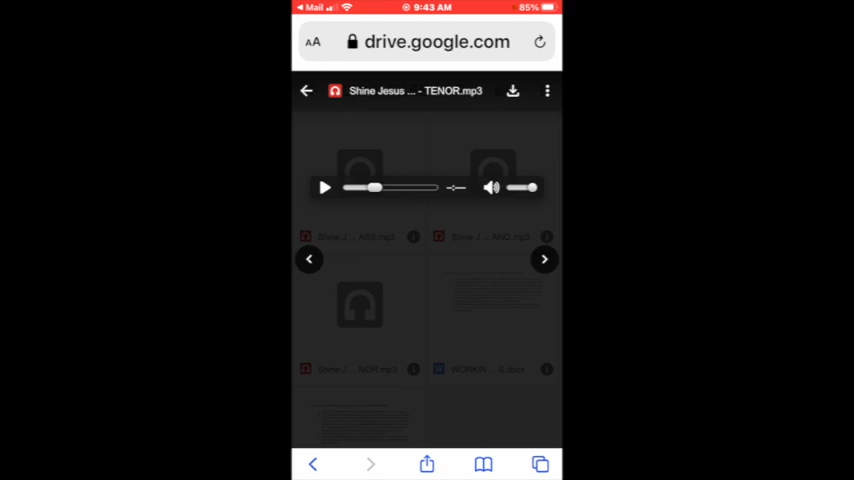 Mail 9:43 AM 85%
AA drive.google.com
Shine Jesus ... - TENOR.mp3
Shine J ... ASS.mp3 Shine J ... ANO.mp3
Shine J ... NOR.mp3 WORKIN ... S.docx